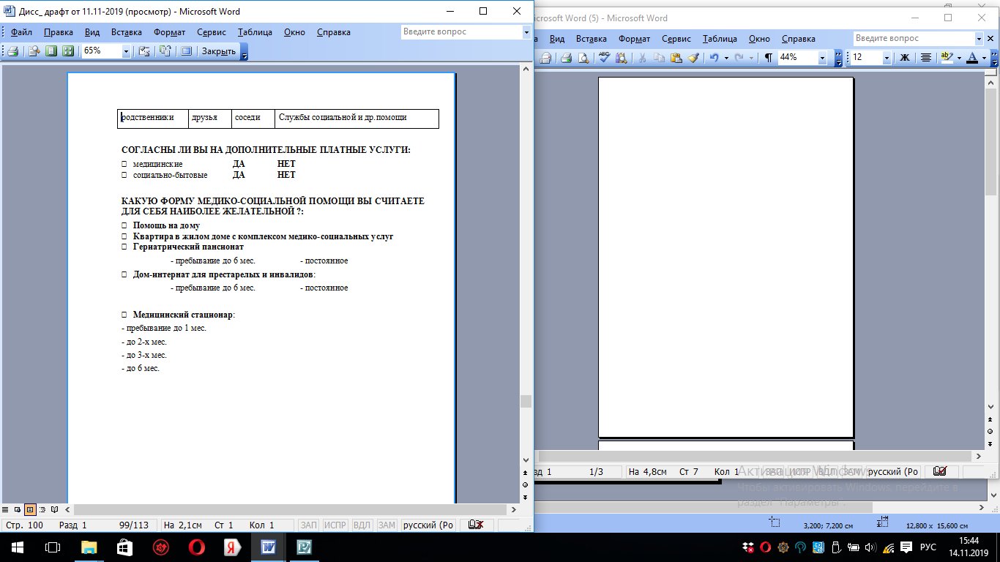 Дисс_ драфт от 11.11-2019 (просмотр) - Microsoft Word
Файл Правка Вид Вставка Формат Сервис Таблица Окно Справка
Введите вопрос
65% Закрыть
родственники друзья соседи Службы социальной и др.помощи
СОГЛАСНЫ ЛИ ВЫ НА ДОПОЛНИТЕЛЬНЫЕ ПЛАТНЫЕ УСЛУГИ:
медицинские ДА НЕТ
социально-бытовые ДА НЕТ
КАКУЮ ФОРМУ МЕДИКО-СОЦИАЛЬНОЙ ПОМОЩИ ВЫ СЧИТАЕТЕ
ДЛЯ СЕБЯ НАИБОЛЕЕ ЖЕЛАТЕЛЬНОЙ ?:
Помощь на дому
Квартира в жилом доме с комплексом медико-социальных услуг
Гериатрический пансионат
- пребывание до 6 мес. - постоянное
Дом-интернат для престарелых и инвалидов:
- пребывание до 6 мес. - постоянное
Медицинский стационар:
- пребывание до 1 мес.
- до 2-х мес.
- до 3-х мес.
- до 6 мес.
Стр. 100 Разд 1 99/113 На 2,1см Ст 1 Кол 1 ЗАП ИСПР ВДЛ ЗАМ русский (Ро
icrosoft Word (5) - Microsoft Word
а Вид Вставка Формат Сервис Таблица Окно Справка
Введите вопрос
44% 12 Ж
зд 1 1/3 На 4,8см Ст 7 Кол 1 ЗАП ИСПР ВДЛ ЗАМ русский (Ро
Активация Windows
Чтобы активировать Windows, перейдите в
раздел "Параметры".
3,200; 7,200 см 12,800 x 15,600 см
РУС
15:44
14.11.2019